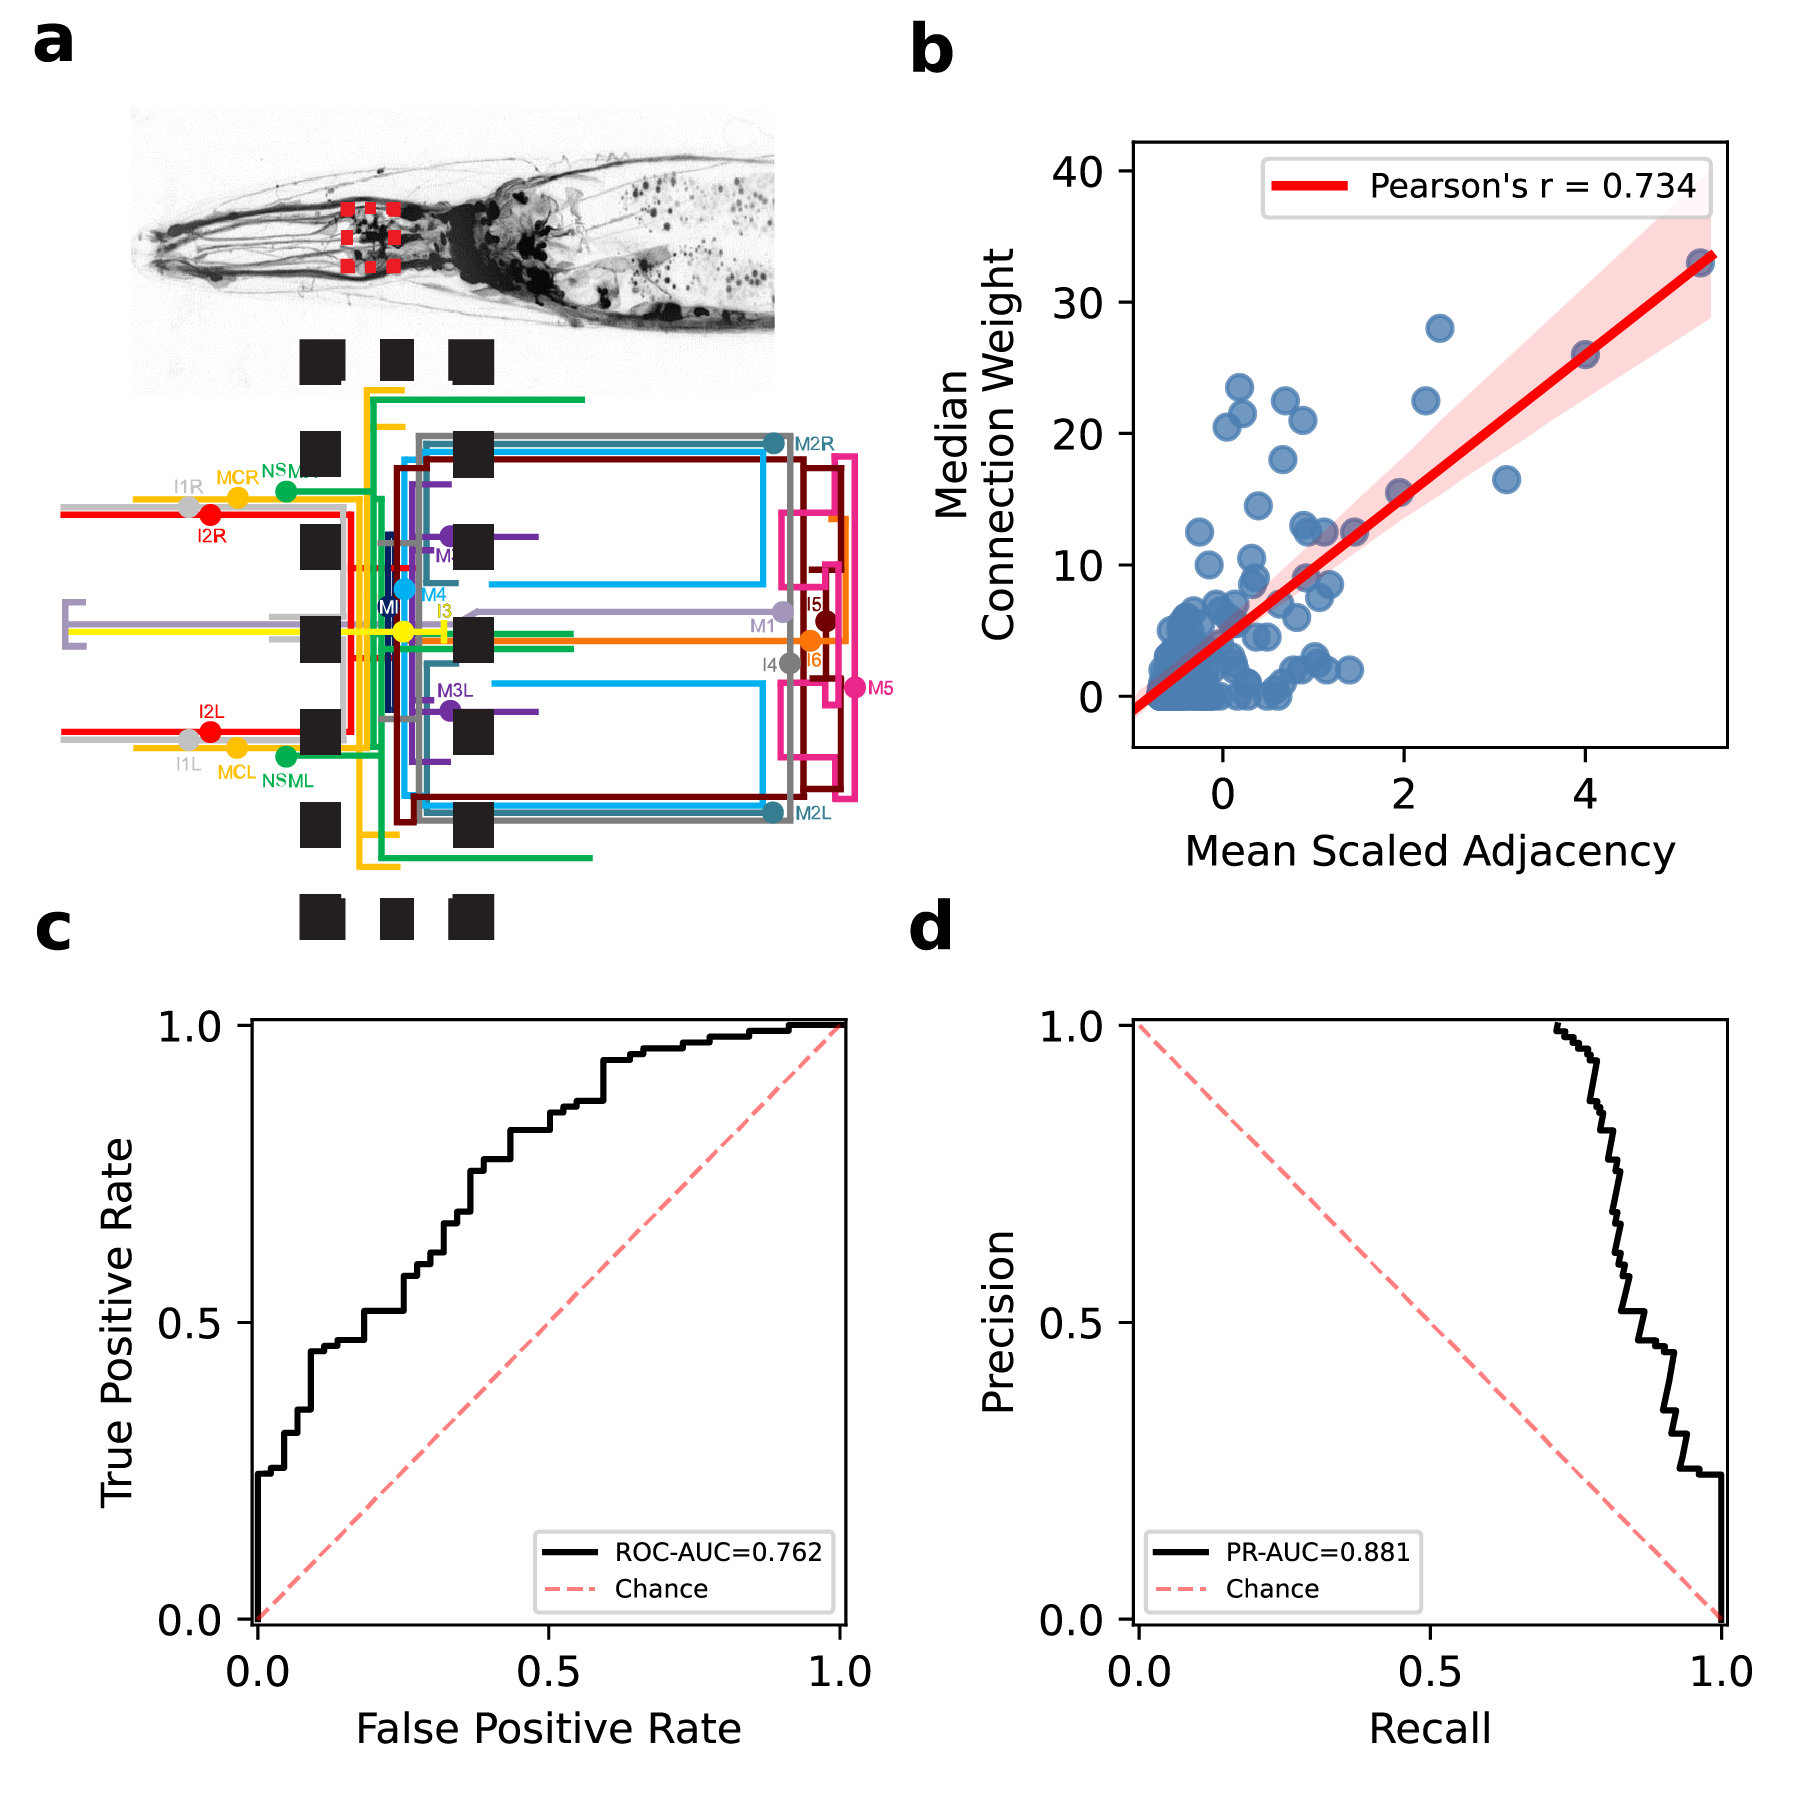 a
NSM
MCR
I1R
I2R
M2R
M3
M4
MI
I3
M1
I5
I6
I4
M5
M3L
I2L
I1L
MCL
NSML
M2L
b
40
30
20
10
0
0 2 4
Median
Connection Weight
Mean Scaled Adjacency
Pearson's r = 0.734
c
1.0
0.5
0.0
0.0 0.5 1.0
True Positive Rate
False Positive Rate
ROC-AUC=0.762
Chance
d
1.0
0.5
0.0
0.0 0.5 1.0
Precision
Recall
PR-AUC=0.881
Chance